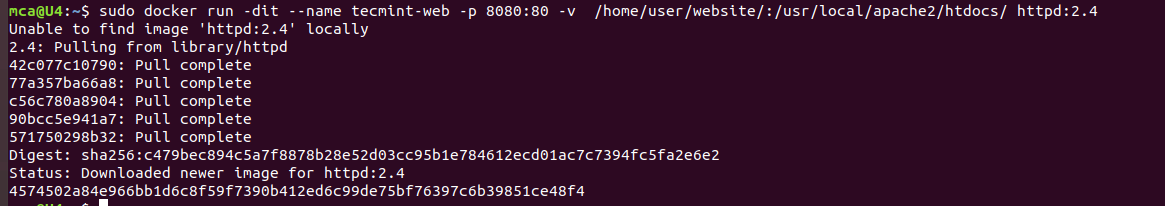 mca@U4:~$ sudo docker run -dit --name tecmint-web -p 8080:80 -v  /home/user/website/:/usr/local/apache2/htdocs/ httpd:2.4
Unable to find image 'httpd:2.4' locally
2.4: Pulling from library/httpd
42c077c10790: Pull complete
77a357ba66a8: Pull complete
c56c780a8904: Pull complete
90bcc5e941a7: Pull complete
571750298b32: Pull complete
Digest: sha256:c479bec894c5a7f8878b28e52d03cc95b1e784612ecd01ac7c7394fc5fa2e6e2
Status: Downloaded newer image for httpd:2.4
4574502a84e966bb1d6c8f59f7390b412ed6c99de75bf76397c6b39851ce48f4
mca@U4:~$